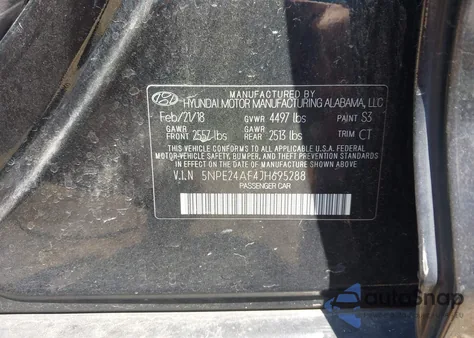 MANUFACTURED BY
HYUNDAI MOTOR MANUFACTURING ALABAMA, LLC
Feb/21/18 GVWR 4497 lbs PAINT S3
GAWR FRONT 2557 lbs GAWR REAR 2513 lbs TRIM CT
THIS VEHICLE CONFORMS TO ALL APPLICABLE U.S.A. FEDERAL
MOTOR-VEHICLE SAFETY, BUMPER, AND THEFT PREVENTION STANDARDS
IN EFFECT ON THE DATE OF MANUFACTURE SHOWN ABOVE.
V.I.N 5NPE24AF4JH695288
PASSENGER CAR
AutoSnap